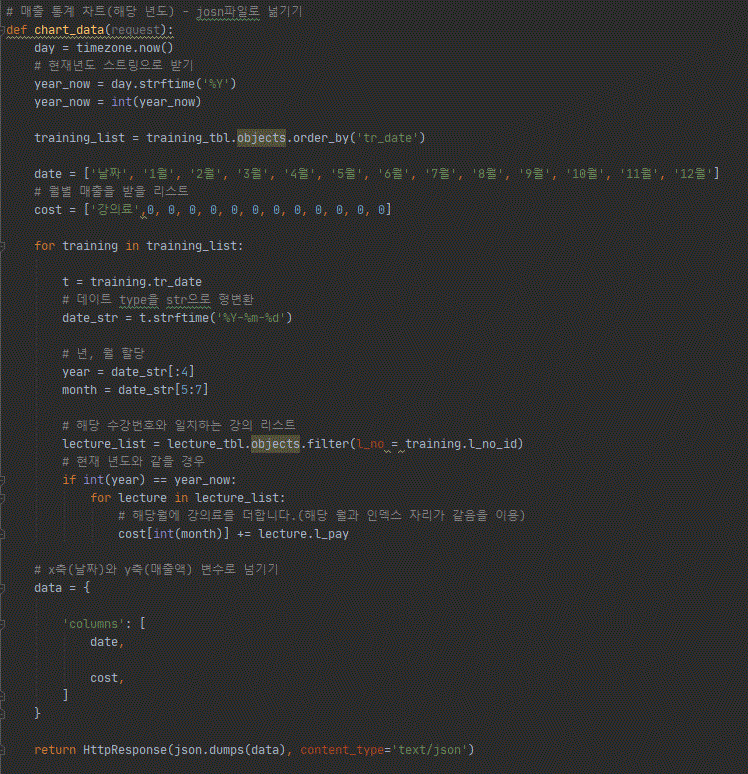 # 매출 통계 차트(해당 년도) - josn파일로 넒기기
def chart_data(request):
    day = timezone.now()
    # 현재년도 스트링으로 받기
    year_now = day.strftime('%Y')
    year_now = int(year_now)
    training_list = training_tbl.objects.order_by('tr_date')
    date = ['날짜', '1월', '2월', '3월', '4월', '5월', '6월', '7월', '8월', '9월', '10월', '11월', '12월']
    # 월별 매출을 받을 리스트
    cost = ['강의료',0, 0, 0, 0, 0, 0, 0, 0, 0, 0, 0, 0]
    for training in training_list:
        t = training.tr_date
        # 데이트 type을 str으로 형변환
        date_str = t.strftime('%Y-%m-%d')
        # 년, 월 할당
        year = date_str[:4]
        month = date_str[5:7]
        # 해당 수강번호와 일치하는 강의 리스트
        lecture_list = lecture_tbl.objects.filter(l_no = training.l_no_id)
        # 현재 년도와 같을 경우
        if int(year) == year_now:
            for lecture in lecture_list:
                # 해당월에 강의료를 더합니다.(해당 월과 인덱스 자리가 같음을 이용)
                cost[int(month)] += lecture.l_pay
    # x축(날짜)와 y축(매출액) 변수로 넘기기
    data = {
        'columns': [
            date,
            cost,
        ]
    }
    return HttpResponse(json.dumps(data), content_type='text/json')